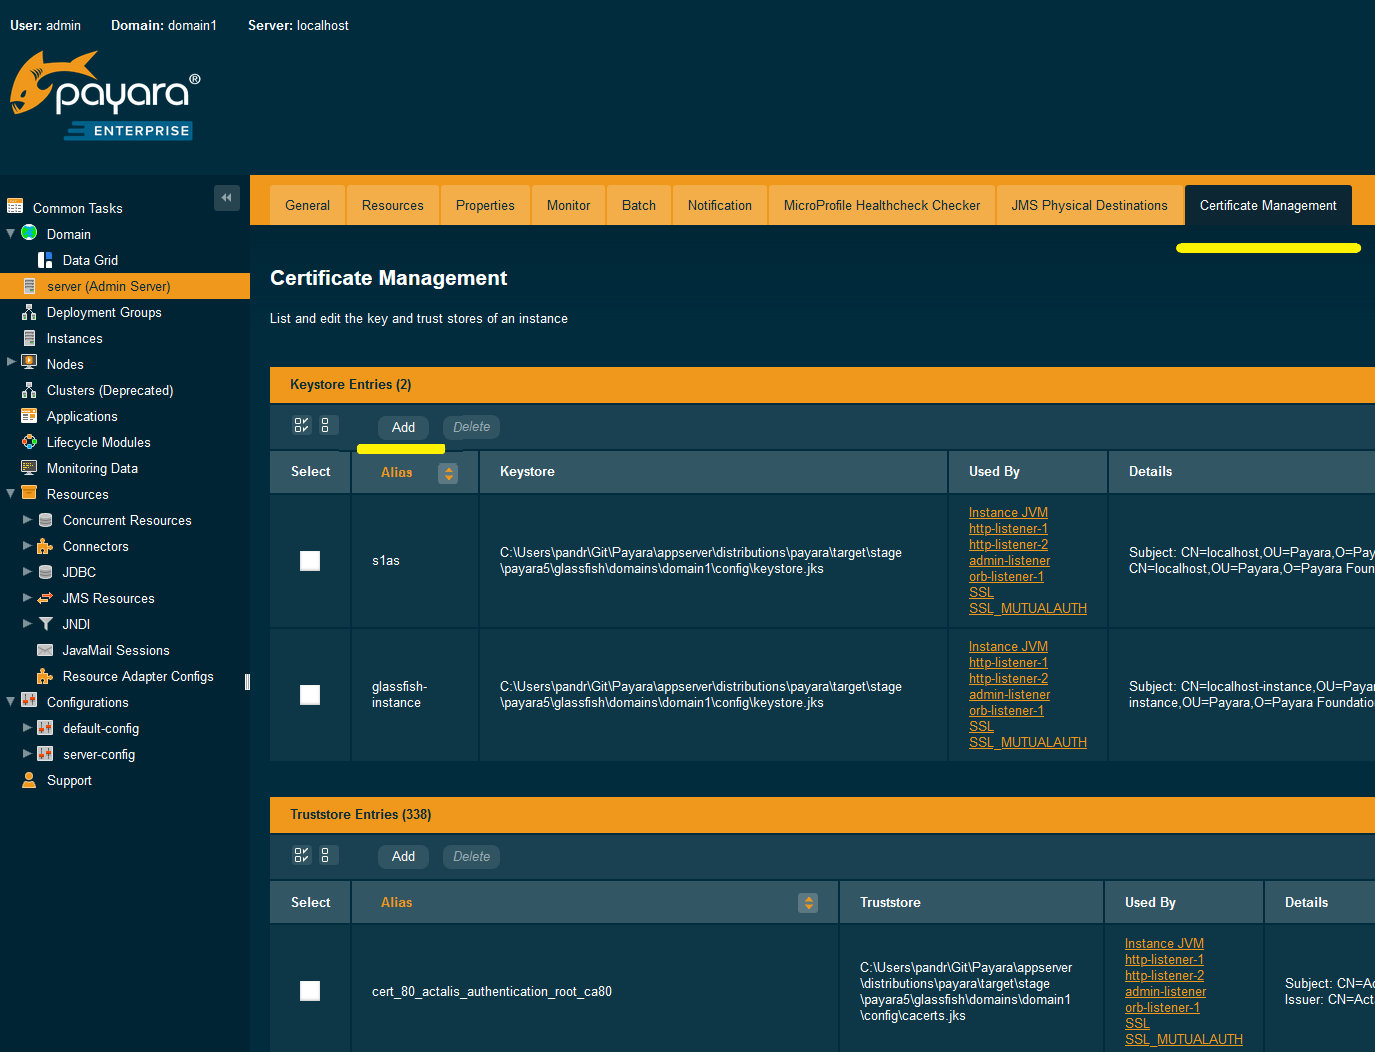 User: admin Domain: domain1 Server: localhost
payara®
ENTERPRISE
Common Tasks
Domain
Data Grid
server (Admin Server)
Deployment Groups
Instances
Nodes
Clusters (Deprecated)
Applications
Lifecycle Modules
Monitoring Data
Resources
Concurrent Resources
Connectors
JDBC
JMS Resources
JNDI
JavaMail Sessions
Resource Adapter Configs
Configurations
default-config
server-config
Support
General Resources Properties Monitor Batch Notification MicroProfile Healthcheck Checker JMS Physical Destinations Certificate Management
Certificate Management
List and edit the key and trust stores of an instance
Keystore Entries (2)
Add Delete
Select Alias Keystore Used By Details
s1as
C:\Users\pandr\Git\Payara\appserver\distributions\payara\target\stage
\payara5\glassfish\domains\domain1\config\keystore.jks
Instance JVM
http-listener-1
http-listener-2
admin-listener
orb-listener-1
SSL
SSL_MUTUALAUTH
Subject: CN=localhost,OU=Payara,O=Pay
CN=localhost,OU=Payara,O=Payara Foun
glassfish-
instance
C:\Users\pandr\Git\Payara\appserver\distributions\payara\target\stage
\payara5\glassfish\domains\domain1\config\keystore.jks
Instance JVM
http-listener-1
http-listener-2
admin-listener
orb-listener-1
SSL
SSL_MUTUALAUTH
Subject: CN=localhost-instance,OU=Paya
instance,OU=Payara,O=Payara Foundatio
Truststore Entries (338)
Add Delete
Select Alias Truststore Used By Details
cert_80_actalis_authentication_root_ca80
C:\Users\pandr\Git\Payara\appserver
\distributions\payara\target\stage
\payara5\glassfish\domains\domain1
\config\cacerts.jks
Instance JVM
http-listener-1
http-listener-2
admin-listener
orb-listener-1
SSL
SSL_MUTUALAUTH
Subject: CN=Ac
Issuer: CN=Act